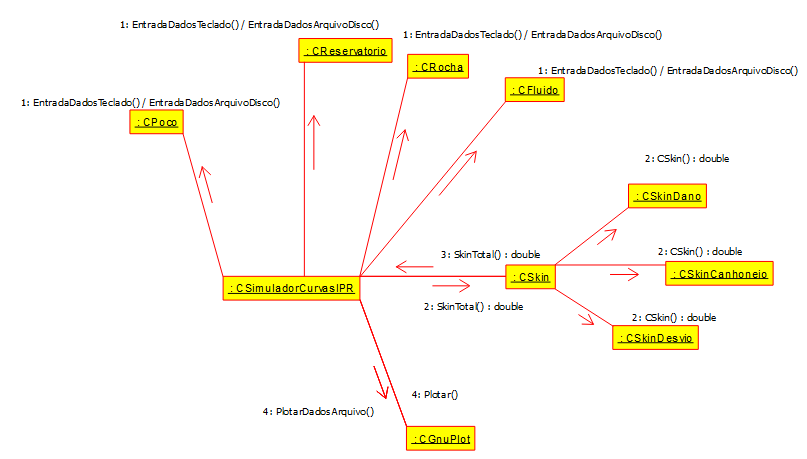 1: EntradaDadosTeclado() / EntradaDadosArquivoDisco()
: CReservatorio
1: EntradaDadosTeclado() / EntradaDadosArquivoDisco()
: CRocha
1: EntradaDadosTeclado() / EntradaDadosArquivoDisco()
: CFluido
1: EntradaDadosTeclado() / EntradaDadosArquivoDisco()
: CPoco
2: CSkin() : double
: CSkinDano
3: SkinTotal() : double
2: CSkin() : double
: CSkinCanhoneio
: CSkin
: CSimuladorCurvasIPR
2: SkinTotal() : double
2: CSkin() : double
: CSkinDesvio
4: Plotar()
4: PlotarDadosArquivo()
: CGnuPlot